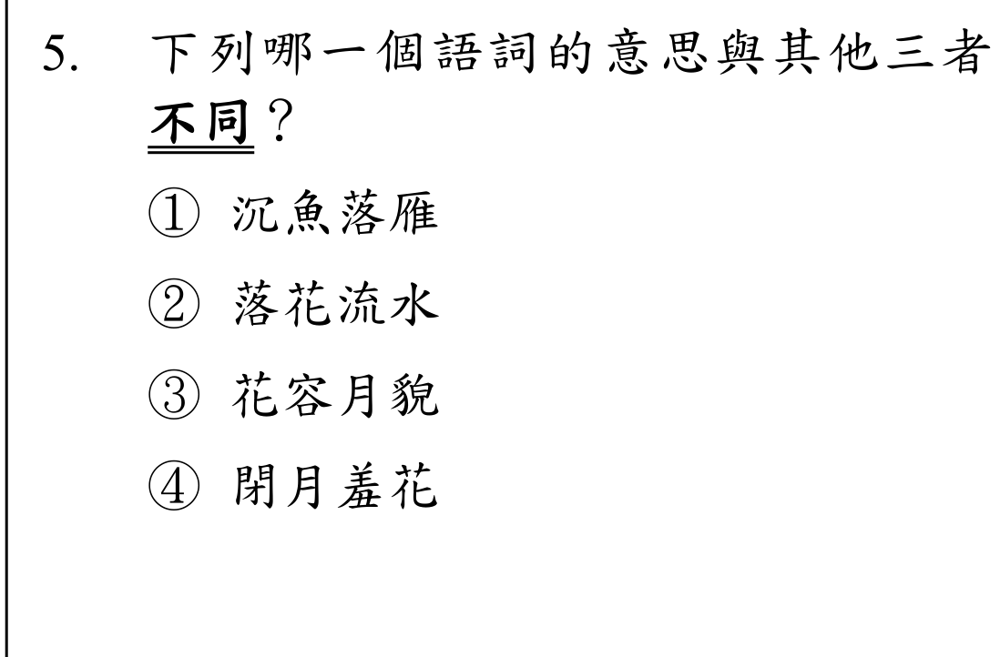 5. 下列哪一個語詞的意思與其他三者
不同？
① 沉魚落雁
② 落花流水
③ 花容月貌
④ 閉月羞花